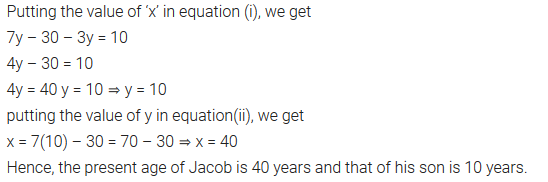 Putting the value of ‘x’ in equation (i), we get
7y – 30 – 3y = 10
4y – 30 = 10
4y = 40 y = 10 ⇒ y = 10
putting the value of y in equation(ii), we get
x = 7(10) – 30 = 70 – 30 ⇒ x = 40
Hence, the present age of Jacob is 40 years and that of his son is 10 years.